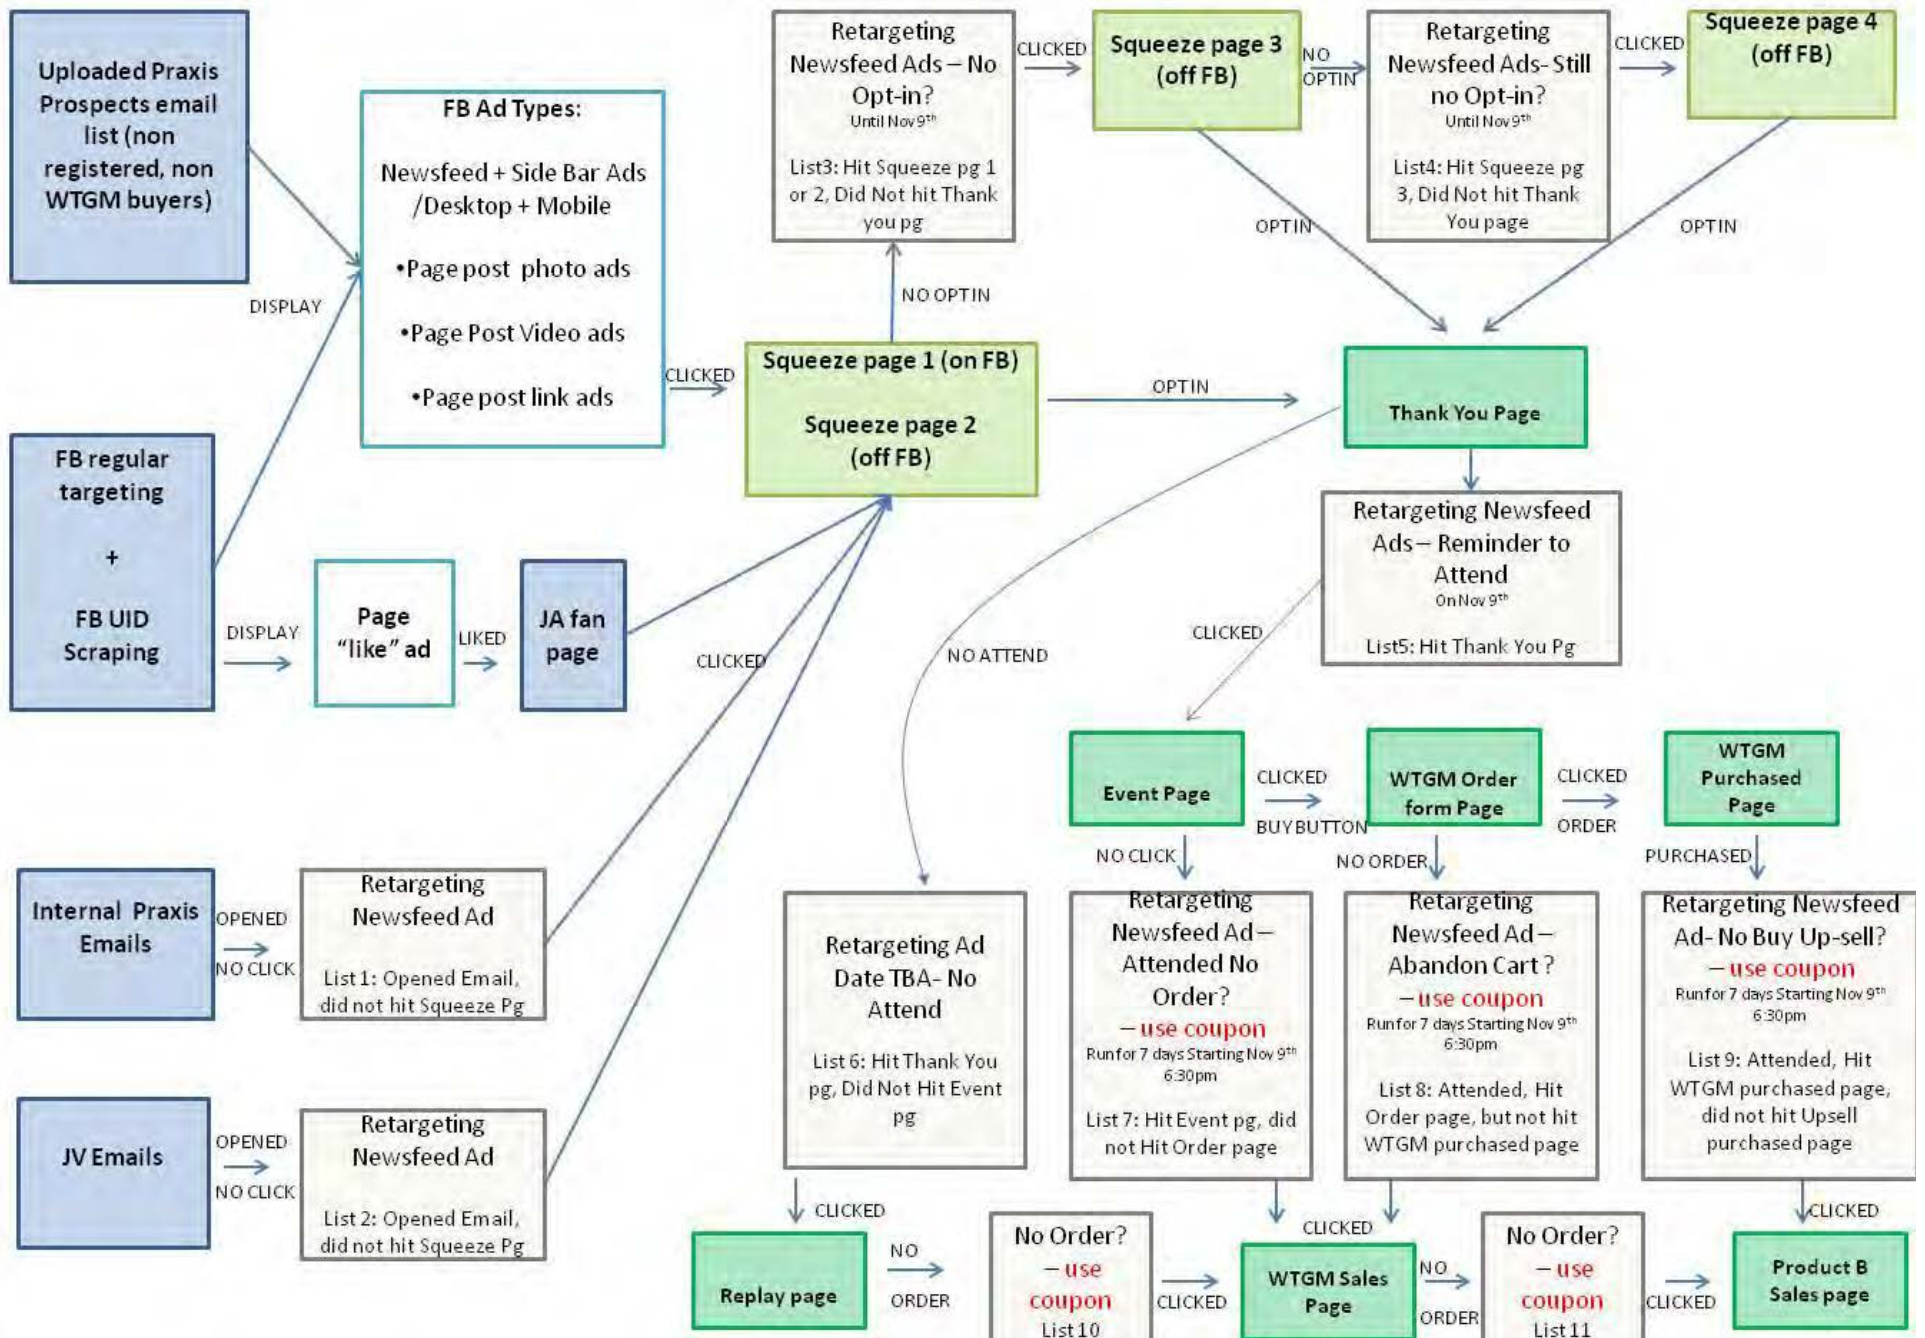 Uploaded Praxis
Prospects email
list (non
registered, non
WTGM buyers)
DISPLAY
FB Ad Types:
Newsfeed + Side Bar Ads
/Desktop + Mobile
•Page post photo ads
•Page Post Video ads
•Page post link ads
CLICKED
FB regular
targeting
+
FB UID
Scraping
DISPLAY
Page
“like” ad
LIKED
JA fan
page
Squeeze page 1 (on FB)
Squeeze page 2
(off FB)
NO OPTIN
Retargeting
Newsfeed Ads – No
Opt-in?
Until Nov 9th
List3: Hit Squeeze pg 1
or 2, Did Not hit Thank
you pg
CLICKED
Squeeze page 3
(off FB)
NO
OPTIN
Retargeting
Newsfeed Ads- Still
no Opt-in?
Until Nov 9th
List4: Hit Squeeze pg
3, Did Not hit Thank
You page
CLICKED
Squeeze page 4
(off FB)
OPTIN
OPTIN
OPTIN
Thank You Page
Retargeting Newsfeed
Ads – Reminder to
Attend
On Nov 9th
List5: Hit Thank You Pg
CLICKED
NO ATTEND
CLICKED
Internal Praxis
Emails
OPENED
NO CLICK
Retargeting
Newsfeed Ad
List 1: Opened Email,
did not hit Squeeze Pg
JV Emails
OPENED
NO CLICK
Retargeting
Newsfeed Ad
List 2: Opened Email,
did not hit Squeeze Pg
Event Page
CLICKED
BUY BUTTON
WTGM Order
form Page
CLICKED
ORDER
WTGM
Purchased
Page
NO CLICK
NO ORDER
PURCHASED
Retargeting Ad
Date TBA- No
Attend
List 6: Hit Thank You
pg, Did Not Hit Event
pg
Retargeting
Newsfeed Ad –
Attended No
Order?
– use coupon
Run for 7 days Starting Nov 9th
6:30pm
List 7: Hit Event pg, did
not Hit Order page
Retargeting
Newsfeed Ad –
Abandon Cart ?
– use coupon
Run for 7 days Starting Nov 9th
6:30pm
List 8: Attended, Hit
Order page, but not hit
WTGM purchased page
Retargeting Newsfeed
Ad- No Buy Up-sell?
– use coupon
Run for 7 days Starting Nov 9th
6:30pm
List 9: Attended, Hit
WTGM purchased page,
did not hit Upsell
purchased page
CLICKED
CLICKED
CLICKED
Replay page
NO
ORDER
No Order?
– use
coupon
List 10
CLICKED
WTGM Sales
Page
NO
ORDER
No Order?
– use
coupon
List 11
CLICKED
Product B
Sales page